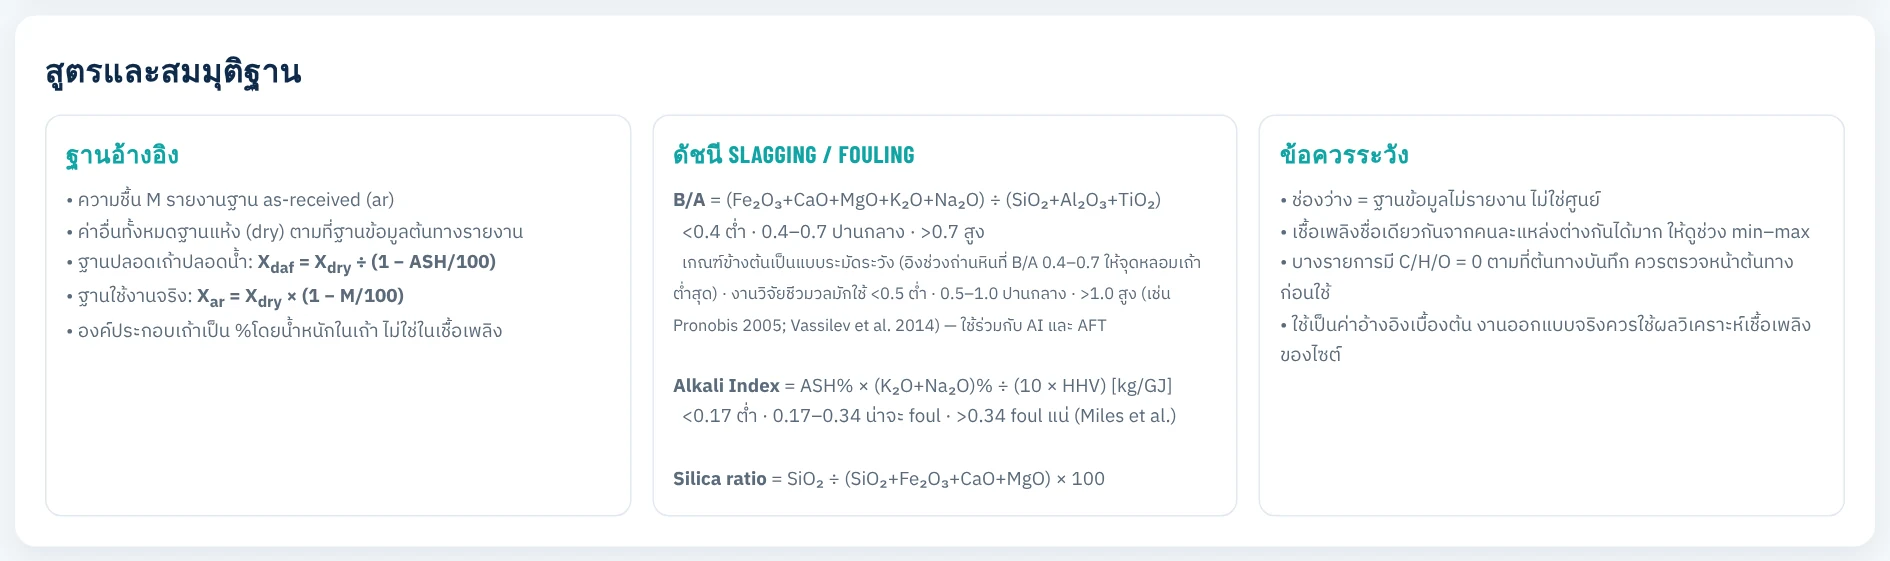 สูตรและสมมุติฐาน
ฐานอ้างอิง
• ความชื้น M รายงานฐาน as-received (ar)
• ค่าอื่นทั้งหมดฐานแห้ง (dry) ตามที่ฐานข้อมูลต้นทางรายงาน
• ฐานปลอดเถ้าปลอดน้ำ: Xdaf = Xdry ÷ (1 − ASH/100)
• ฐานใช้งานจริง: Xar = Xdry × (1 − M/100)
• องค์ประกอบเถ้าเป็น %โดยน้ำหนักในเถ้า ไม่ใช่ในเชื้อเพลิง
ดัชนี SLAGGING / FOULING
B/A = (Fe₂O₃+CaO+MgO+K₂O+Na₂O) ÷ (SiO₂+Al₂O₃+TiO₂)
<0.4 ต่ำ · 0.4–0.7 ปานกลาง · >0.7 สูง
เกณฑ์ข้างต้นเป็นแบบระมัดระวัง (อิงช่วงถ่านหินที่ B/A 0.4–0.7 ให้จุดหลอมเถ้า
ต่ำสุด) · งานวิจัยชีวมวลมักใช้ <0.5 ต่ำ · 0.5–1.0 ปานกลาง · >1.0 สูง (เช่น
Pronobis 2005; Vassilev et al. 2014) — ใช้ร่วมกับ AI และ AFT
Alkali Index = ASH% × (K₂O+Na₂O)% ÷ (10 × HHV) [kg/GJ]
<0.17 ต่ำ · 0.17–0.34 น่าจะ foul · >0.34 foul แน่ (Miles et al.)
Silica ratio = SiO₂ ÷ (SiO₂+Fe₂O₃+CaO+MgO) × 100
ข้อควรระวัง
• ช่องว่าง = ฐานข้อมูลไม่รายงาน ไม่ใช่ศูนย์
• เชื้อเพลิงชื่อเดียวกันจากคนละแหล่งต่างกันได้มาก ให้ดูช่วง min–max
• บางรายการมี C/H/O = 0 ตามที่ต้นทางบันทึก ควรตรวจหน้าต้นทาง
ก่อนใช้
• ใช้เป็นค่าอ้างอิงเบื้องต้น งานออกแบบจริงควรใช้ผลวิเคราะห์เชื้อเพลิง
ของไซต์